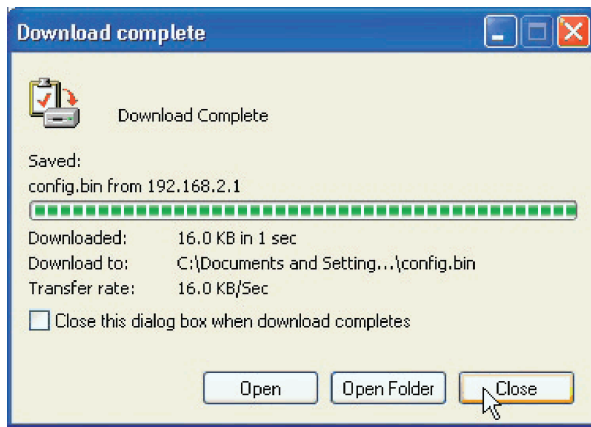 Download complete
Download Complete
Saved:
config.bin from 192.168.2.1
Downloaded: 16.0 KB in 1 sec
Download to: C:\Documents and Setting...\config.bin
Transfer rate: 16.0 KB/Sec
Close this dialog box when download completes
Open Open Folder Close